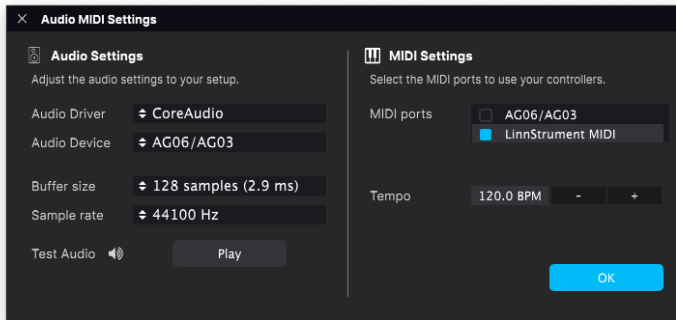 Audio MIDI Settings
Audio Settings
Adjust the audio settings to your setup.
Audio Driver CoreAudio
Audio Device AG06/AG03
Buffer size 128 samples (2.9 ms)
Sample rate 44100 Hz
Test Audio Play
MIDI Settings
Select the MIDI ports to use your controllers.
MIDI ports AG06/AG03
LinnStrument MIDI
Tempo 120.0 BPM - +
OK